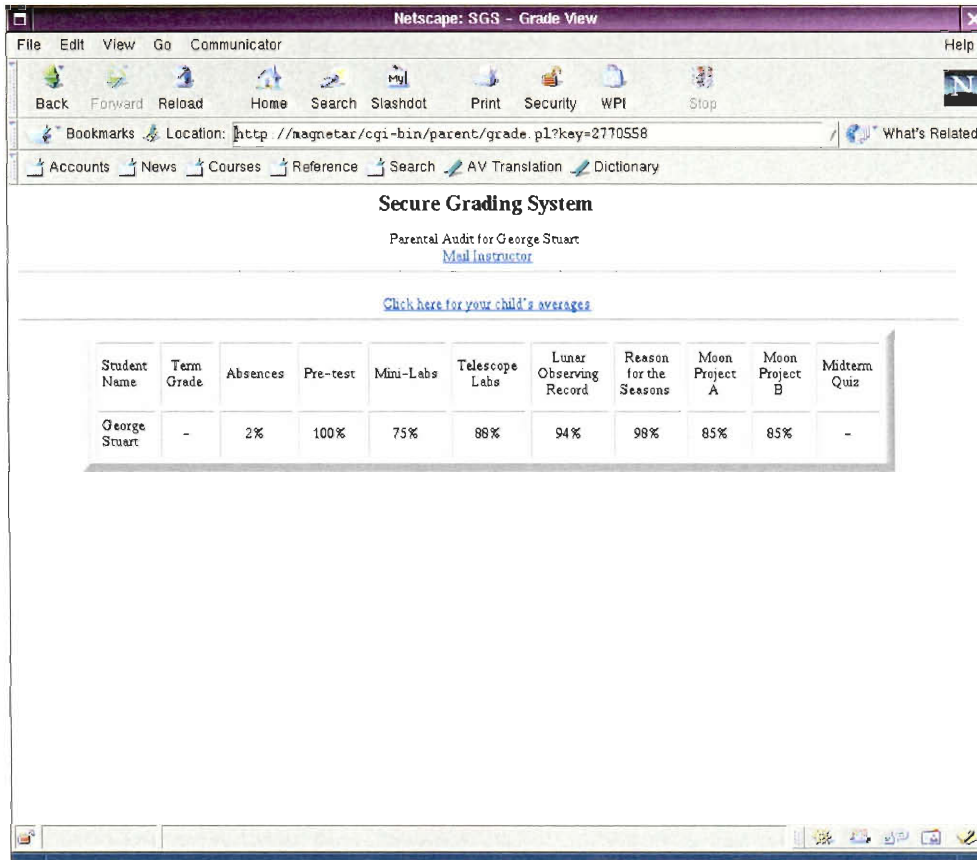 Netscape: SGS - Grade View
File Edit View Go Communicator Help
My
N
Back Forward Reload Home Search Slashdot Print Security WPI Stop
Bookmarks Location: http://magnetar/cgi-bin/parent/grade.pl?key=2770558 What's Related
Accounts News Courses Reference Search AV Translation Dictionary
Secure Grading System
Parental Audit for George Stuart
Mail Instructor
Click here for your child's averages
Student Name Term Grade Absences Pre-test Mini-Labs Telescope Labs Lunar Observing Record Reason for the Seasons Moon Project A Moon Project B Midterm Quiz
George Stuart - 2% 100% 75% 88% 94% 98% 85% 85% -